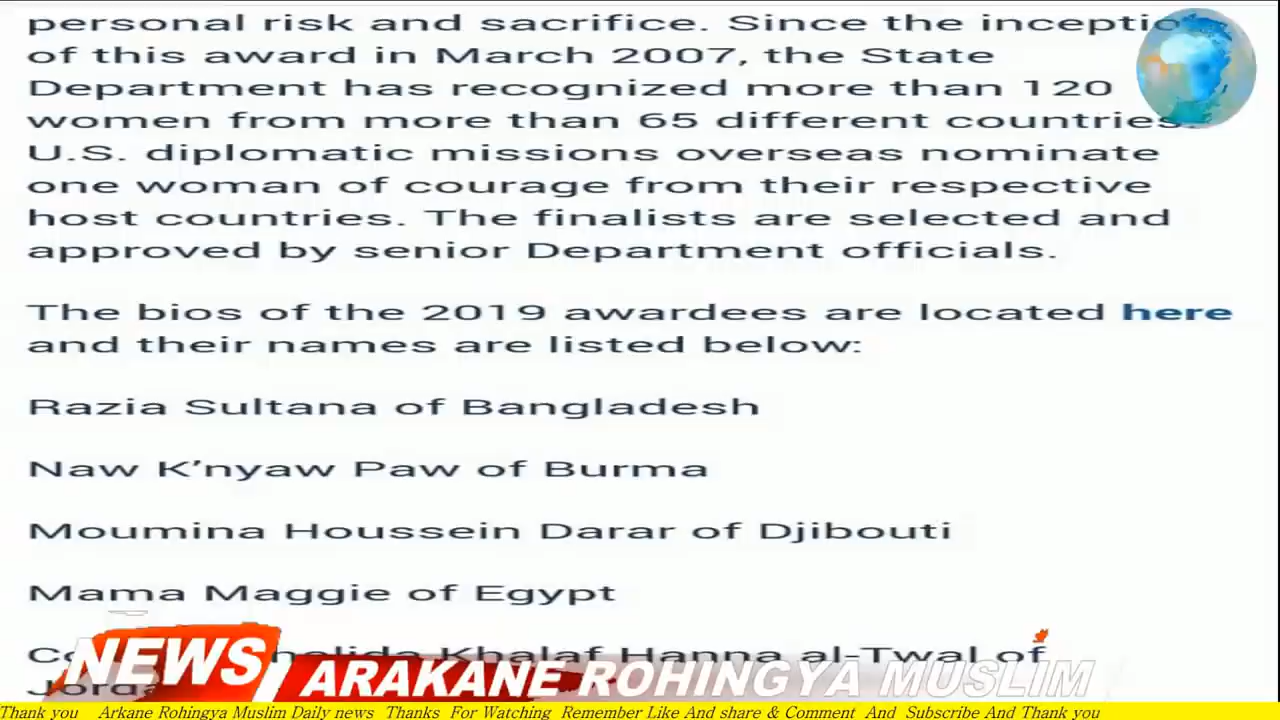 personal risk and sacrifice. Since the inceptio
of this award in March 2007, the State
Department has recognized more than 120
women from more than 65 different countries.
U.S. diplomatic missions overseas nominate
one woman of courage from their respective
host countries. The finalists are selected and
approved by senior Department officials.
The bios of the 2019 awardees are located here
and their names are listed below:
Razia Sultana of Bangladesh
Naw K’nyaw Paw of Burma
Moumina Houssein Darar of Djibouti
Mama Maggie of Egypt
Khalaf Hanna al-Twal of
NEWS ARAKANE ROHINGYA MUSLIM
Thank you Arkane Rohingya Muslim Daily news Thanks For Watching Remember Like And share & Comment And Subscribe And Thank you